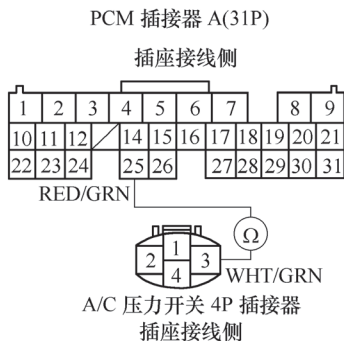 PCM 插接器 A(31P)
插座接线侧
1 2 3 4 5 6 7 8 9
10 11 12 14 15 16 17 18 19 20 21
22 23 24 25 26 27 28 29 30 31
RED/GRN
Ω
1
2 3
4
WHT/GRN
A/C 压力开关 4P 插接器
插座接线侧